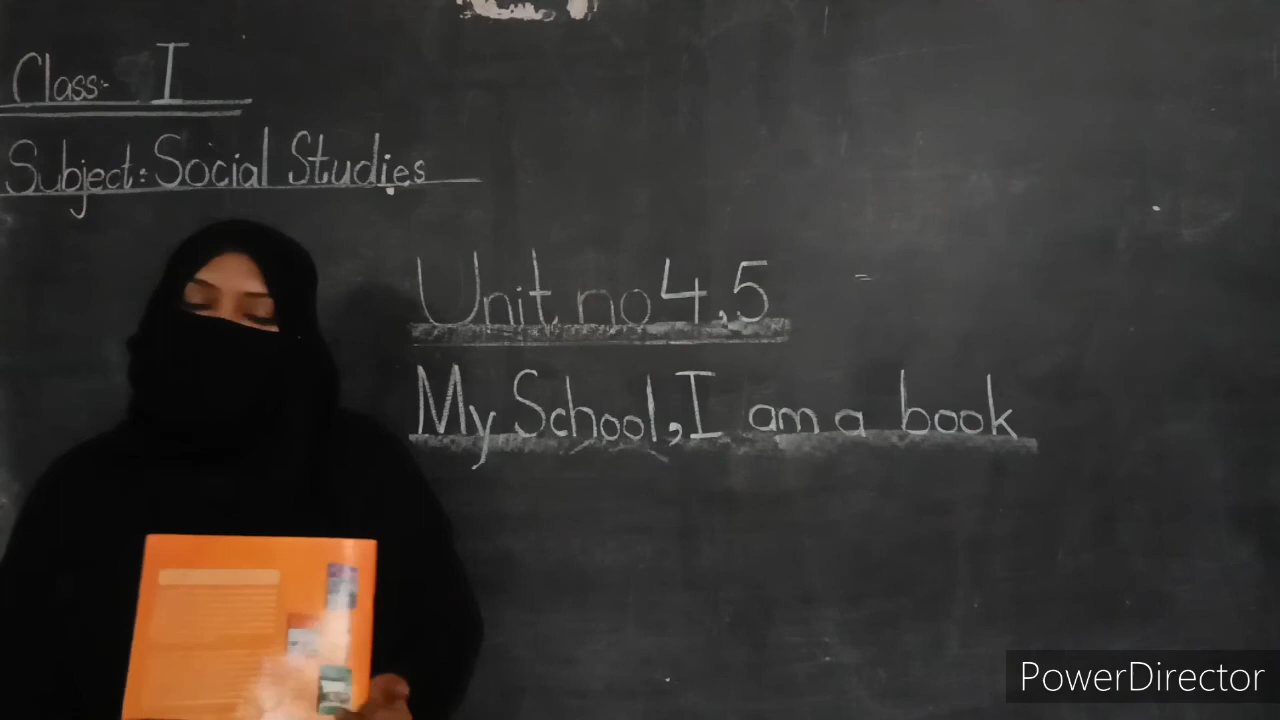 Class:- I
Subject:- Social Studies
Unit no 4,5
My School, I am a book
PowerDirector